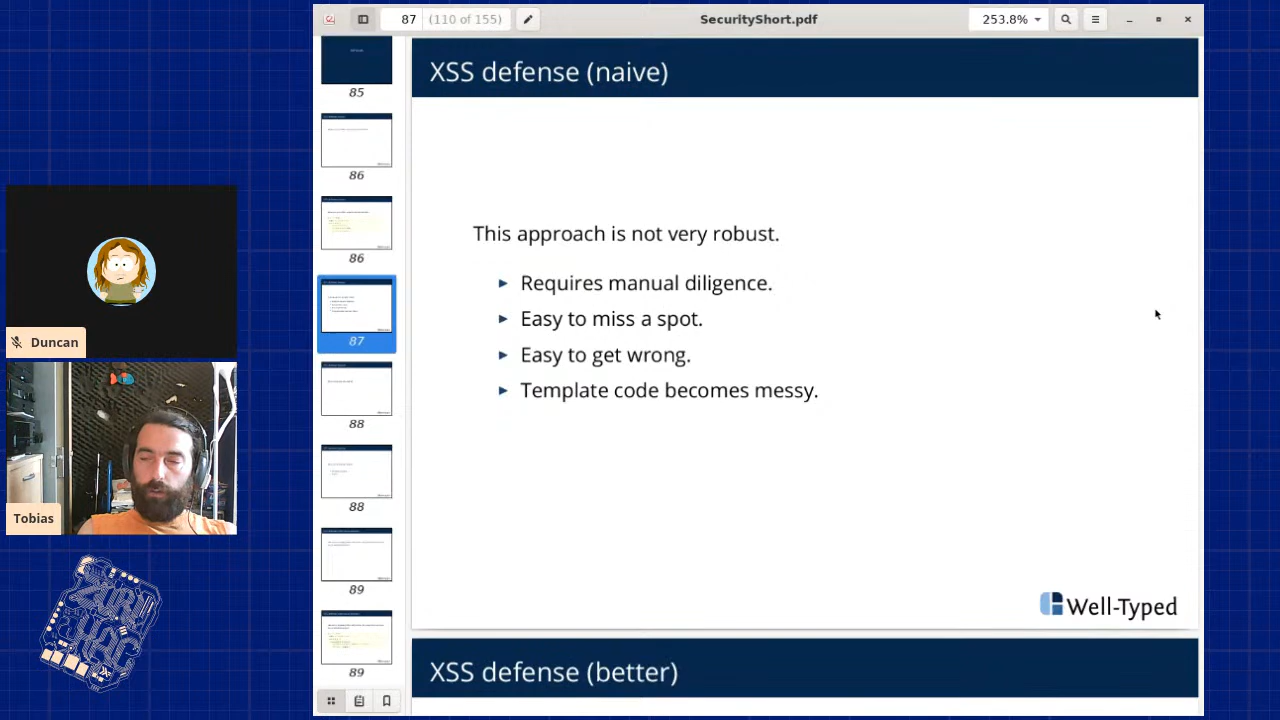 87 (110 of 155)
SecurityShort.pdf
253.8%
85
86
86
87
88
88
89
89
XSS defense (naive)
This approach is not very robust.
Requires manual diligence.
Easy to miss a spot.
Easy to get wrong.
Template code becomes messy.
Well-Typed
XSS defense (better)
Duncan
Tobias